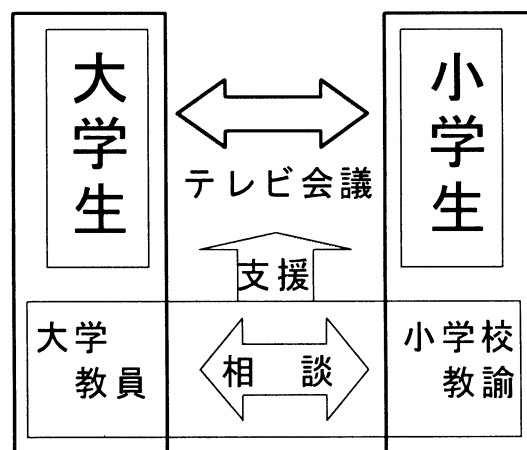 大学生
小学生
テレビ会議
支援
大学
教員
相談
小学校
教諭